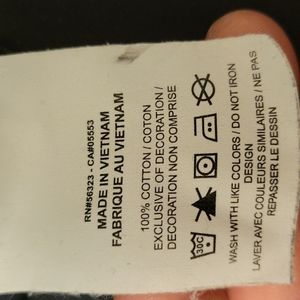 RN#56323 - CA#05553
MADE IN VIETNAM
FABRIQUE AU VIETNAM
100% COTTON / COTON
EXCLUSIVE OF DECORATION /
DECORATION NON COMPRISE
30C
WASH WITH LIKE COLORS / DO NOT IRON
DESIGN
LAVER AVEC COULEURS SIMILAIRES / NE PAS
REPASSER LE DESSIN